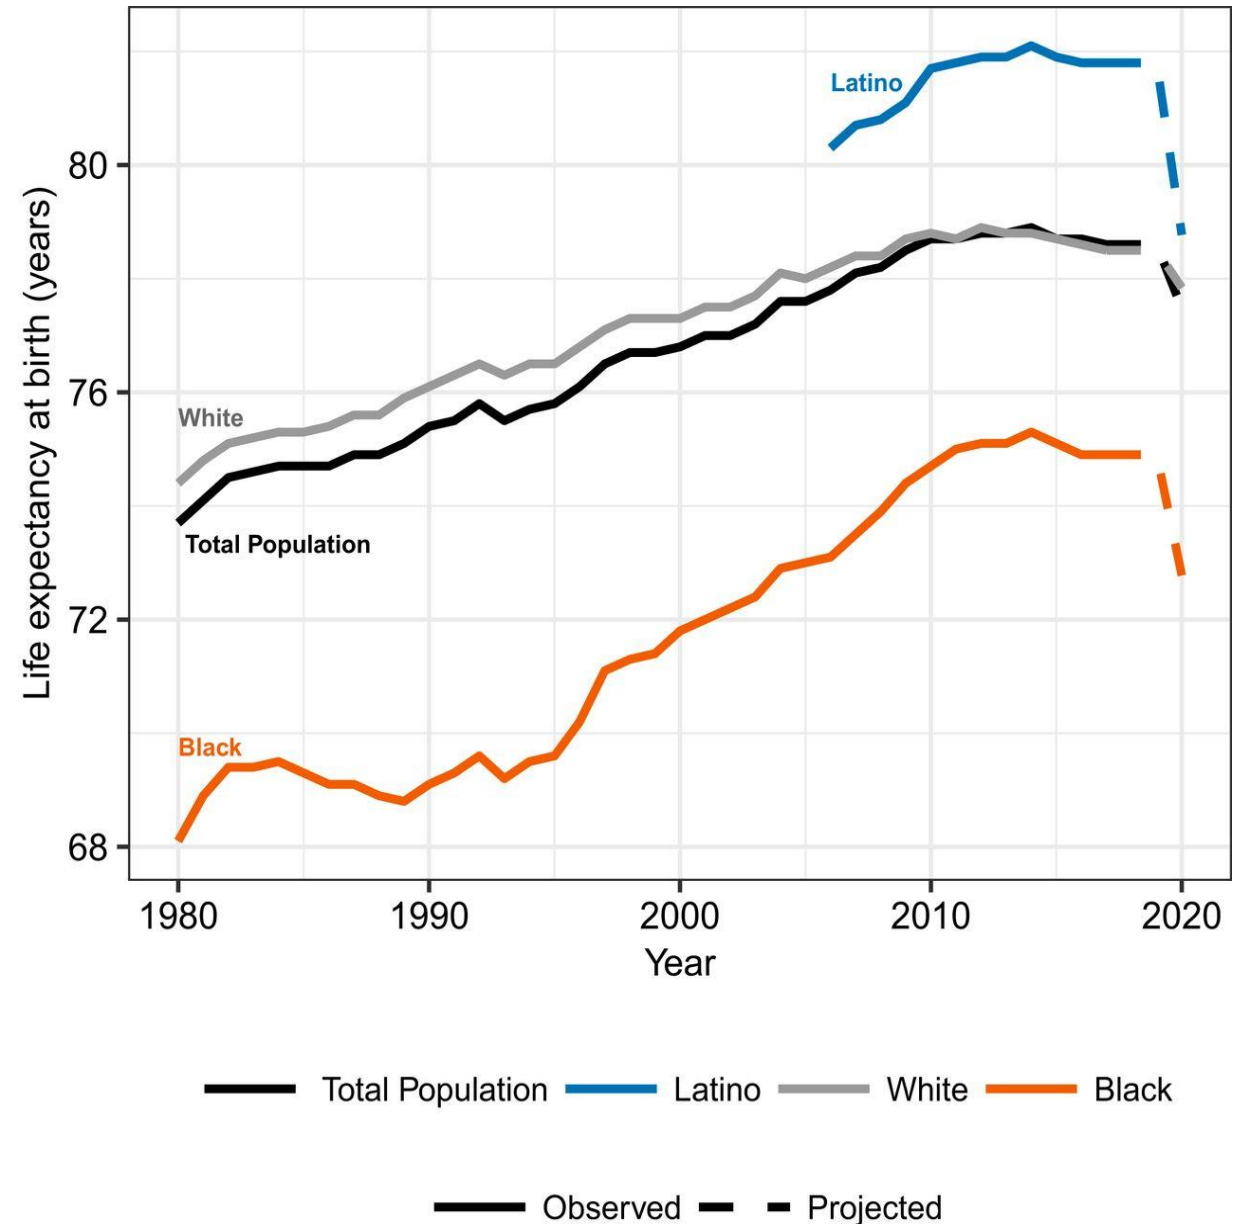 Latino
80
Life expectancy at birth (years)
76
White
Total Population
72
Black
68
1980 1990 2000 2010 2020
Year
Total Population Latino White Black
Observed Projected